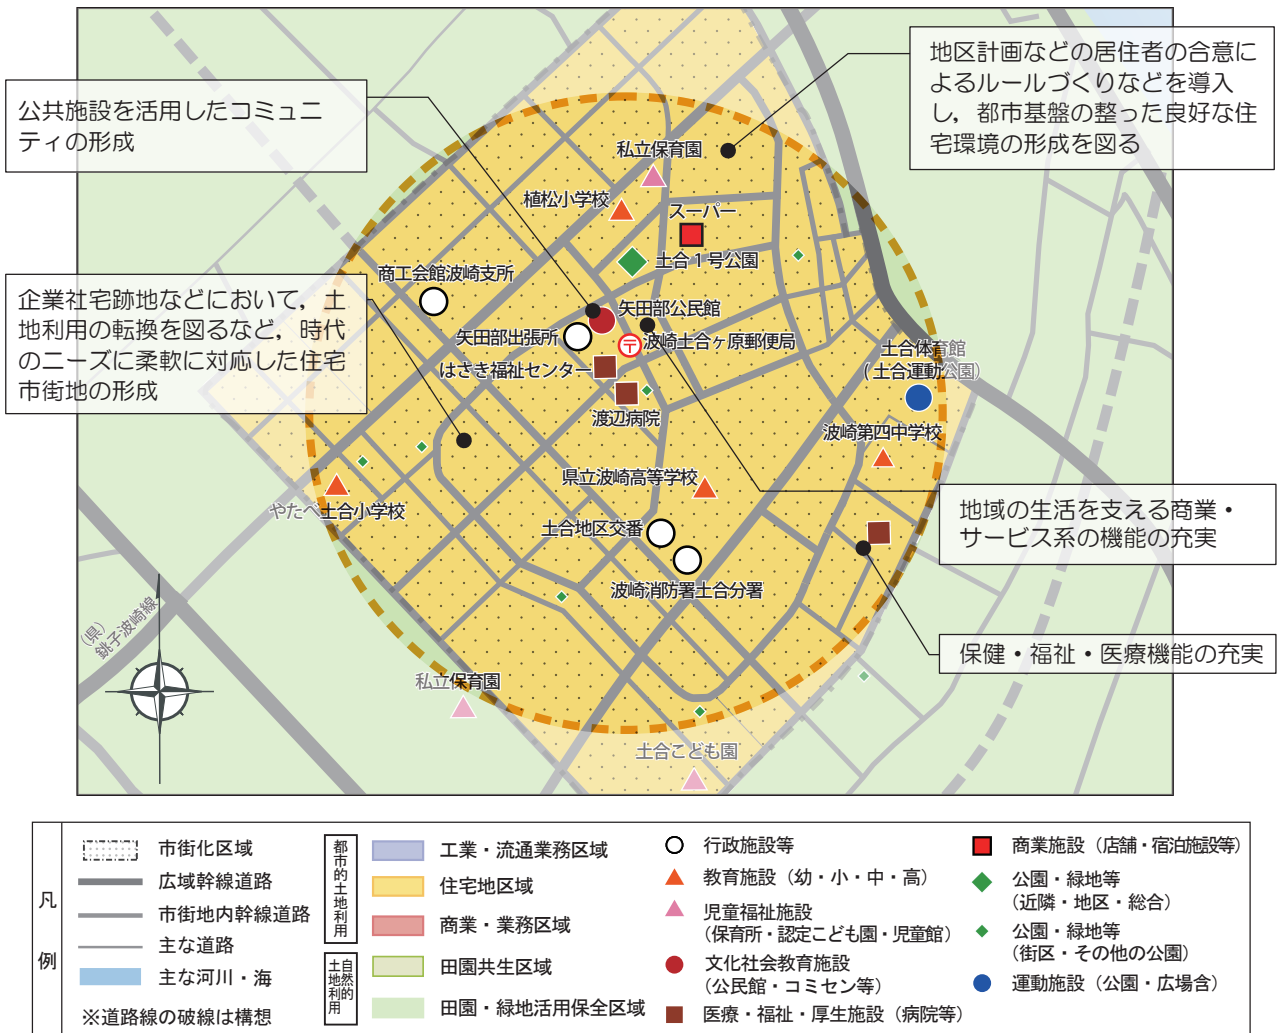 公共施設を活用したコミュニ
ティの形成
地区計画などの居住者の合意に
よるルールづくりなどを導入
し，都市基盤の整った良好な住
宅環境の形成を図る
企業社宅跡地などにおいて，土
地利用の転換を図るなど，時代
のニーズに柔軟に対応した住宅
市街地の形成
地域の生活を支える商業・
サービス系の機能の充実
保健・福祉・医療機能の充実
私立保育園
植松小学校
スーパー
土合１号公園
商工会館波崎支所
矢田部公民館
矢田部出張所
波崎土合ヶ原郵便局
はさき福祉センター
渡辺病院
土合体育館
(土合運動公園)
波崎第四中学校
県立波崎高等学校
やたべ土合小学校
土合地区交番
波崎消防署土合分署
（県）
銚子波崎線
私立保育園
土合こども園
凡例
市街化区域
広域幹線道路
市街地内幹線道路
主な道路
主な河川・海
※道路線の破線は構想
都市的土地利用
工業・流通業務区域
住宅地区域
商業・業務区域
自然的土地利用
田園共生区域
田園・緑地活用保全区域
行政施設等
教育施設（幼・小・中・高）
児童福祉施設
（保育所・認定こども園・児童館）
文化社会教育施設
（公民館・コミセン等）
医療・福祉・厚生施設（病院等）
商業施設（店舗・宿泊施設等）
公園・緑地等
（近隣・地区・総合）
公園・緑地等
（街区・その他の公園）
運動施設（公園・広場含）